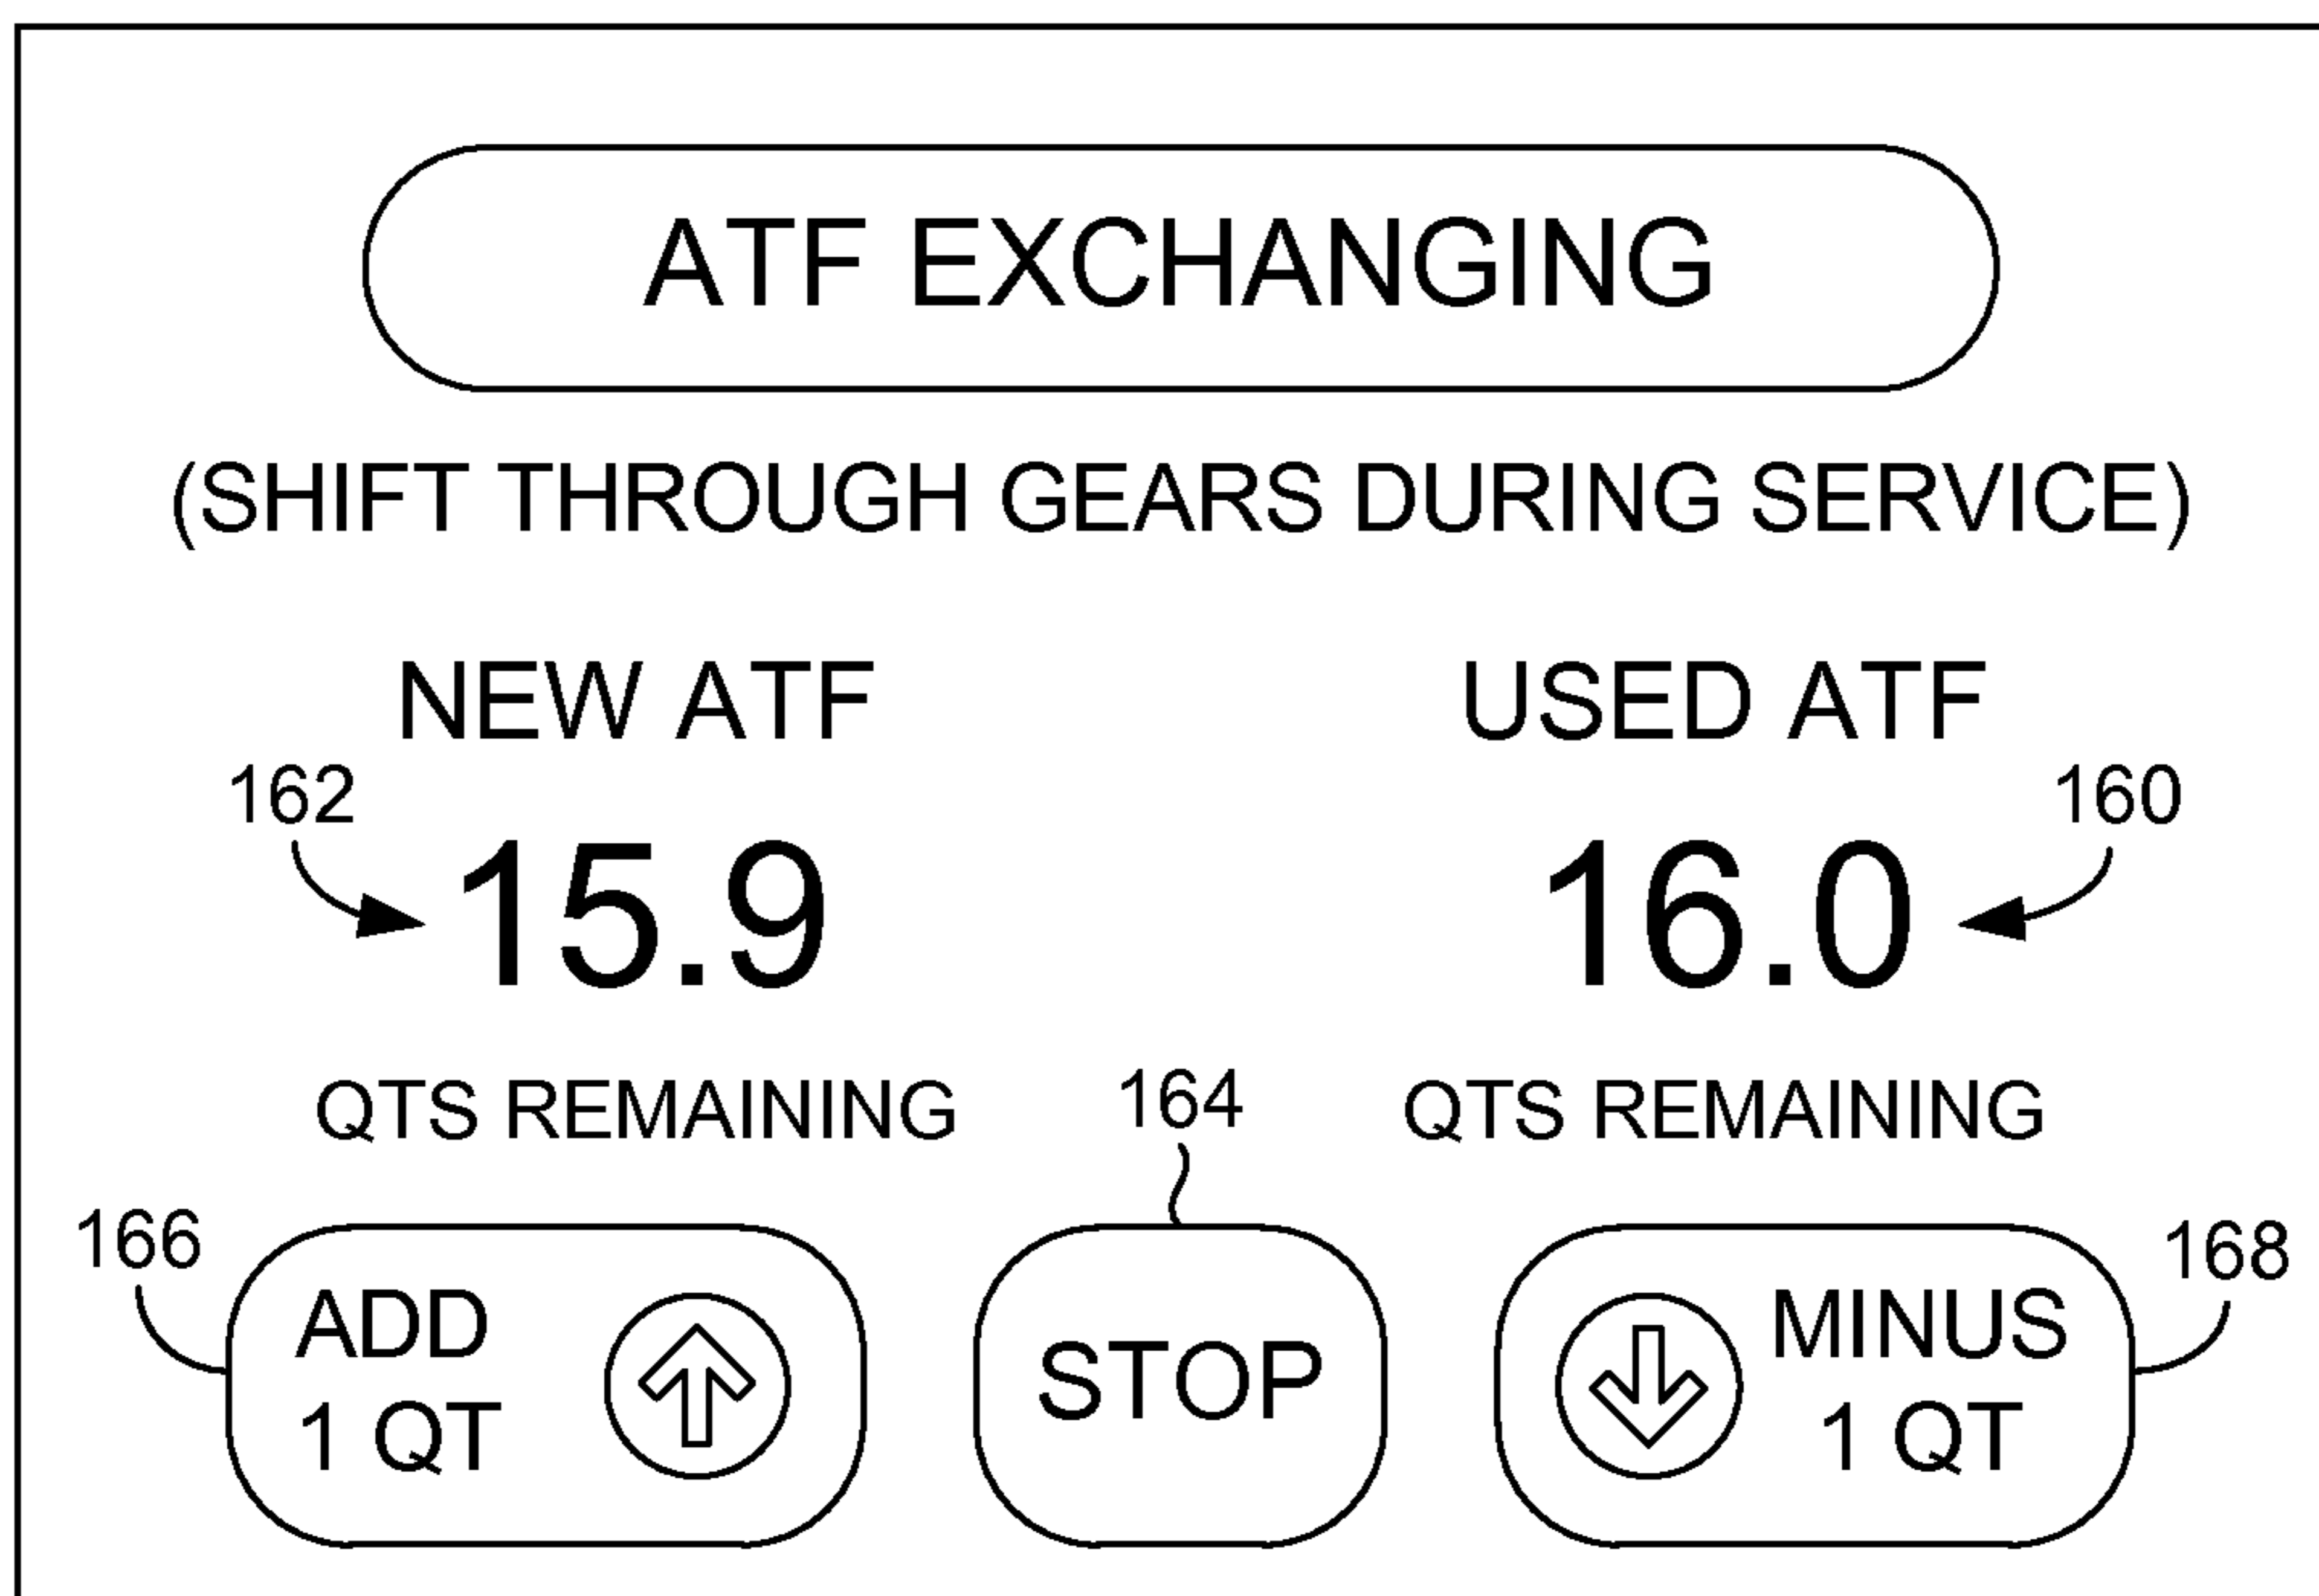 ATF EXCHANGING
(SHIFT THROUGH GEARS DURING SERVICE)
NEW ATF
USED ATF
162
160
15.9
16.0
QTS REMAINING
164
QTS REMAINING
166
168
ADD
1 QT
STOP
MINUS
1 QT